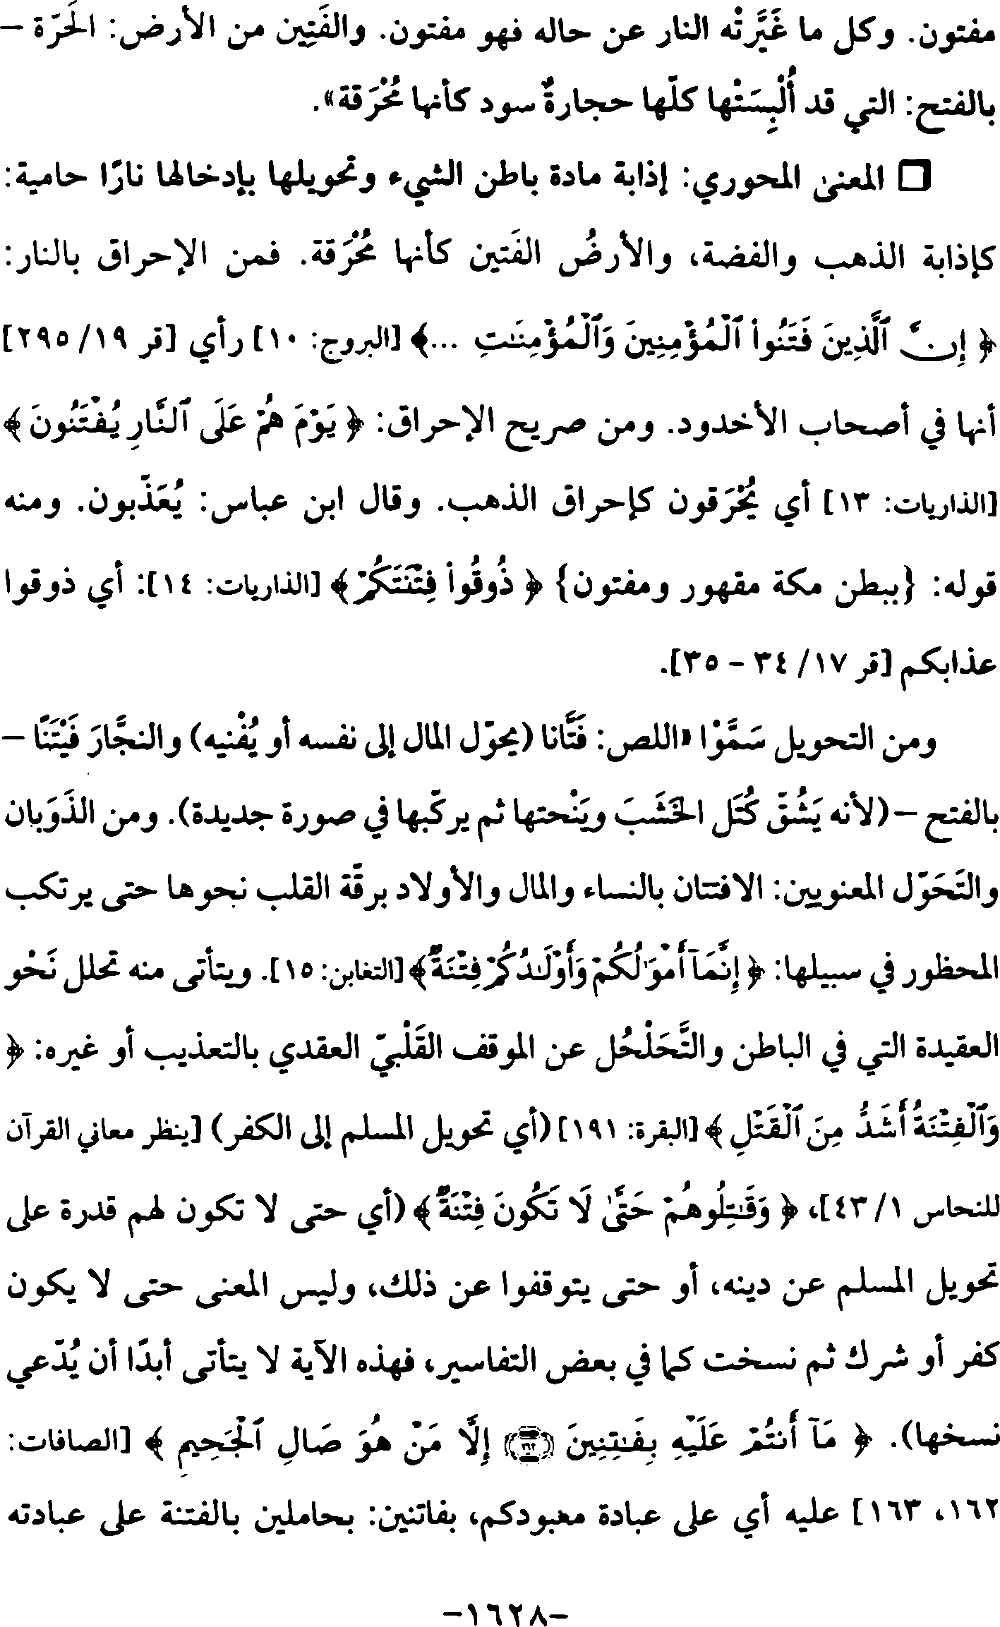 مفتون. وكل ما غَيَّرَتْه النار عن حاله فهو مفتون. والفَتِين من الأرض: الحَرّة –
بالفتح: التي قد أُلْبِسَتْها كلّها حجارةٌ سود كأنها مُحْرَقة».
□ المعنى المحوري: إذابة مادة باطن الشيء وتحويلها بإدخالها نارًا حامية:
كإذابة الذهب والفضة، والأرضُ الفَتين كأنها مُحْرَقة. فمن الإحراق بالنار:
﴿ إِنَّ ٱلَّذِينَ فَتَنُوا۟ ٱلْمُؤْمِنِينَ وَٱلْمُؤْمِنَـٰتِ ...﴾ [البروج: ١٠] رأي [قر ١٩/ ٢٩٥]
أنها في أصحاب الأخدود. ومن صريح الإحراق: ﴿ يَوْمَ هُمْ عَلَى ٱلنَّارِ يُفْتَنُونَ ﴾
[الذاريات: ١٣] أي يُحْرَقون كإحراق الذهب. وقال ابن عباس: يُعَذَّبون. ومنه
قوله: {ببطن مكة مقهور ومفتون} ﴿ ذُوقُوا۟ فِتْنَتَكُمْ ﴾ [الذاريات: ١٤]: أي ذوقوا
عذابكم [قر ١٧/ ٣٤ – ٣٥].
ومن التحويل سَمَّوْا «اللص: فَتَّانا (يحوّل المال إلى نفسه أو يُفْنيه) والنجَّارَ فَيْتَنًا –
بالفتح – (لأنه يَشُقّ كُتَل الخَشَبَ ويَنْحتها ثم يركّبها في صورة جديدة). ومن الذَوَبان
والتَحَوّل المعنويين: الافتتان بالنساء والمال والأولاد برقّة القلب نحوها حتى يرتكب
المحظور في سبيلها: ﴿ إِنَّمَآ أَمْوَٰلُكُمْ وَأَوْلَـٰدُكُمْ فِتْنَةٌ ﴾ [التغابن: ١٥]. ويتأتى منه تحلل نَحْو
العقيدة التي في الباطن والتَّحَلْحُل عن الموقف القَلْبيّ العقدي بالتعذيب أو غيره: ﴿
وَٱلْفِتْنَةُ أَشَدُّ مِنَ ٱلْقَتْلِ ﴾ [البقرة: ١٩١] (أي تحويل المسلم إلى الكفر) [ينظر معاني القرآن
للنحاس ١/ ٤٣]، ﴿ وَقَـٰتِلُوهُمْ حَتَّىٰ لَا تَكُونَ فِتْنَةٌ ﴾ (أي حتى لا تكون لهم قدرة على
تحويل المسلم عن دينه، أو حتى يتوقفوا عن ذلك، وليس المعنى حتى لا يكون
كفر أو شرك ثم نسخت كما في بعض التفاسير، فهذه الآية لا يتأتى أبدًا أن يُدّعي
نسخها). ﴿ مَآ أَنتُمْ عَلَيْهِ بِفَـٰتِنِينَ ﴿١٦٢﴾ إِلَّا مَنْ هُوَ صَالِ ٱلْجَحِيمِ ﴾ [الصافات:
١٦٢، ١٦٣] عليه أي على عبادة معبودكم، بفاتنين: بحاملين بالفتنة على عبادته
–١٦٢٨–